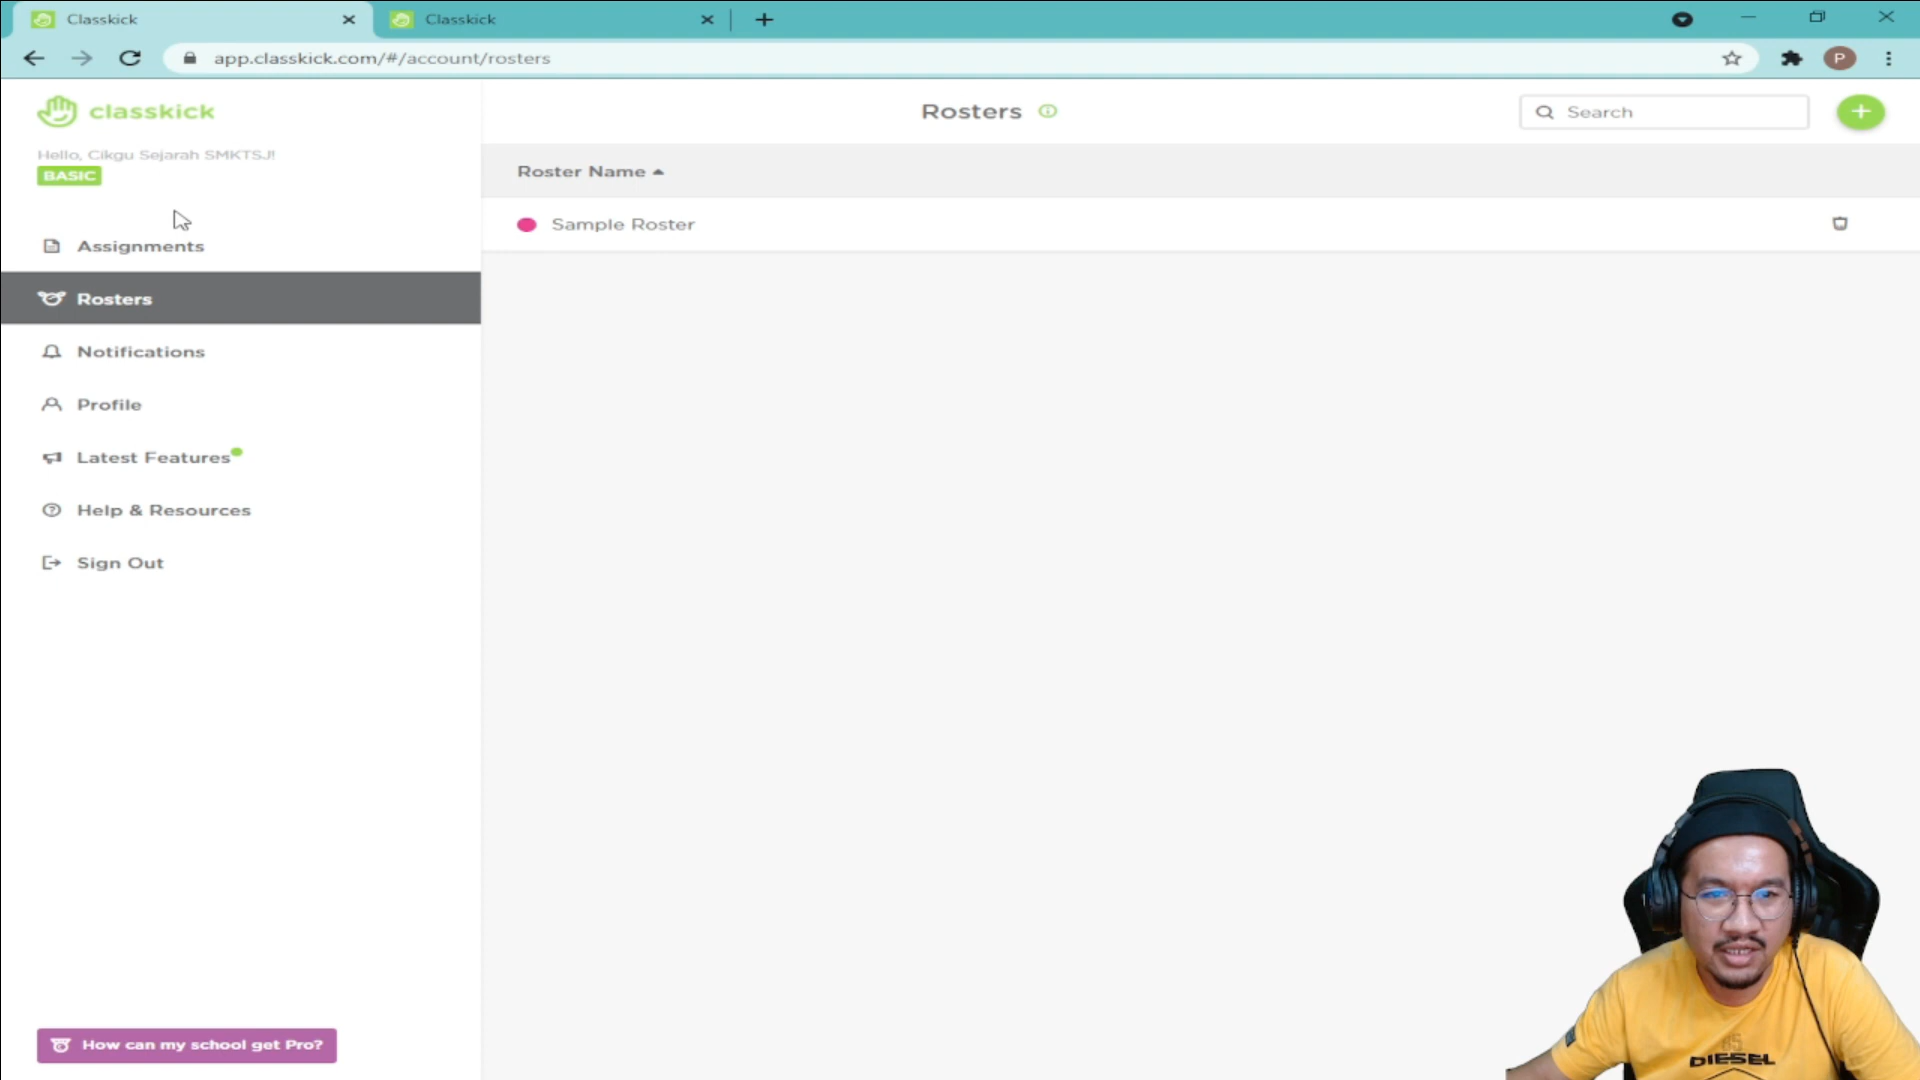 Classkick
Classkick
app.classkick.com/#/account/rosters
P
classkick
Hello, Cikgu Sejarah SMKTSJ!
BASIC
Assignments
Rosters
Notifications
Profile
Latest Features
Help & Resources
Sign Out
How can my school get Pro?
Rosters
Search
Roster Name
Sample Roster
DIESEL